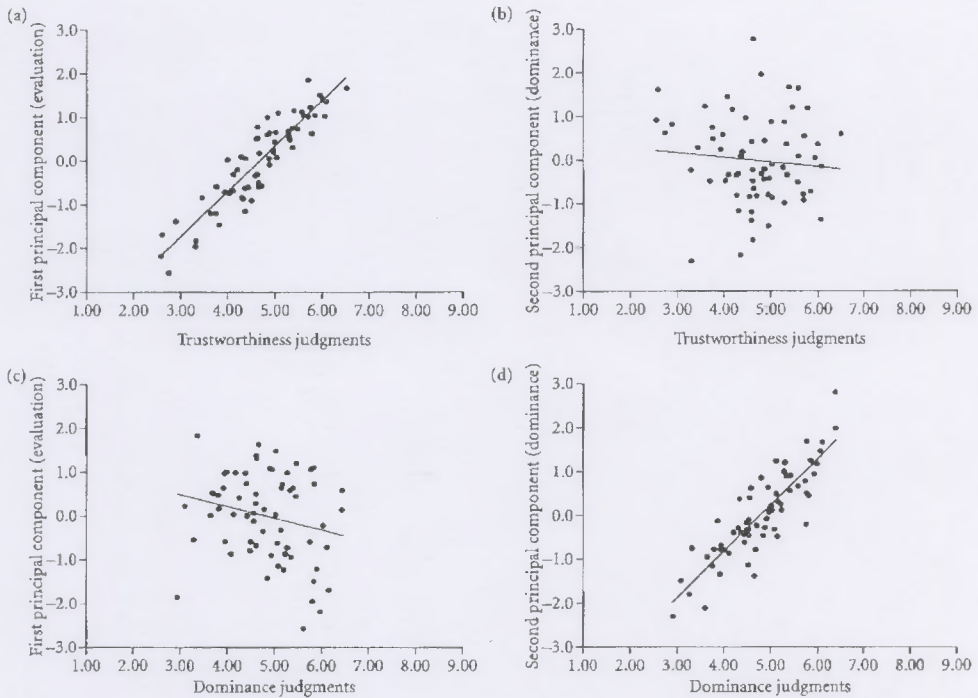 (a)
First principal component (evaluation)
3.0
2.0
1.0
0.0
−1.0
−2.0
−3.0
1.00 2.00 3.00 4.00 5.00 6.00 7.00 8.00 9.00
Trustworthiness judgments
(b)
Second principal component (dominance)
3.0
2.0
1.0
0.0
−1.0
−2.0
−3.0
1.00 2.00 3.00 4.00 5.00 6.00 7.00 8.00 9.00
Trustworthiness judgments
(c)
First principal component (evaluation)
3.0
2.0
1.0
0.0
−1.0
−2.0
−3.0
1.00 2.00 3.00 4.00 5.00 6.00 7.00 8.00 9.00
Dominance judgments
(d)
Second principal component (dominance)
3.0
2.0
1.0
0.0
−1.0
−2.0
−3.0
1.00 2.00 3.00 4.00 5.00 6.00 7.00 8.00 9.00
Dominance judgments